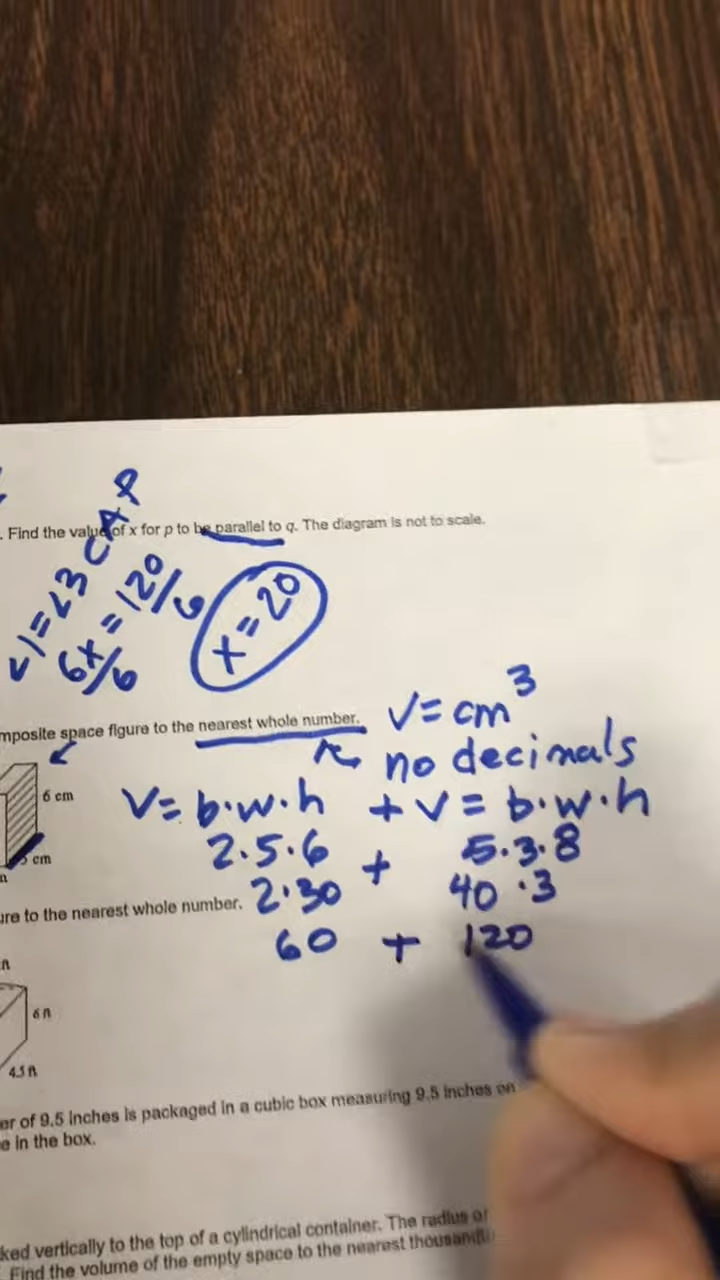 . Find the value of x for p to be parallel to q. The diagram is not to scale.
<1=<3 CAP
6x/6=120/6
x=20
mposite space figure to the nearest whole number.
V=cm³
no decimals
6 cm
V=b·w·h + V=b·w·h
2·5·6 + 5·3·8
cm
2·30 40·3
ure to the nearest whole number.
60 + 120
ft
6 ft
4.5 ft
er of 9.5 inches is packaged in a cubic box measuring 9.5 inches on
e in the box.
ked vertically to the top of a cylindrical container. The radius of
Find the volume of the empty space to the nearest thousandth